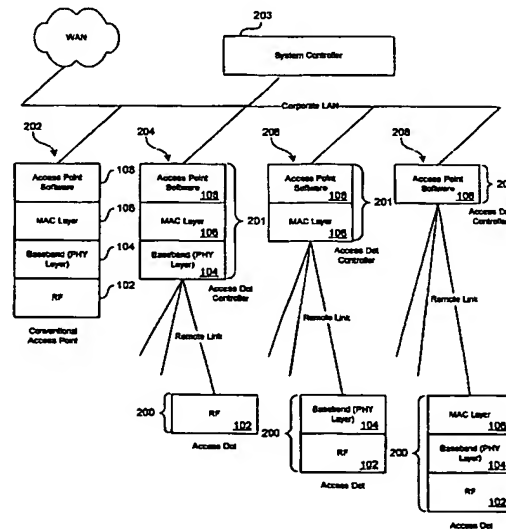 WAN
203
System Controller
Corporate LAN
202
204
206
208
Access Point
Software
108
MAC Layer
106
Baseband (PHY
Layer)
104
RF
102
Conventional
Access Point
Access Point
Software
108
MAC Layer
106
Baseband (PHY
Layer)
104
201
Access Dot
Controller
Access Point
Software
108
MAC Layer
106
201
Access Dot
Controller
Access Point
Software
108
Access Dot
Controller
Remote Link
Remote Link
Remote Link
200
RF
102
Access Dot
200
Baseband (PHY
Layer)
104
RF
102
Access Dot
200
MAC Layer
106
Baseband (PHY
Layer)
104
RF
102
Access Dot